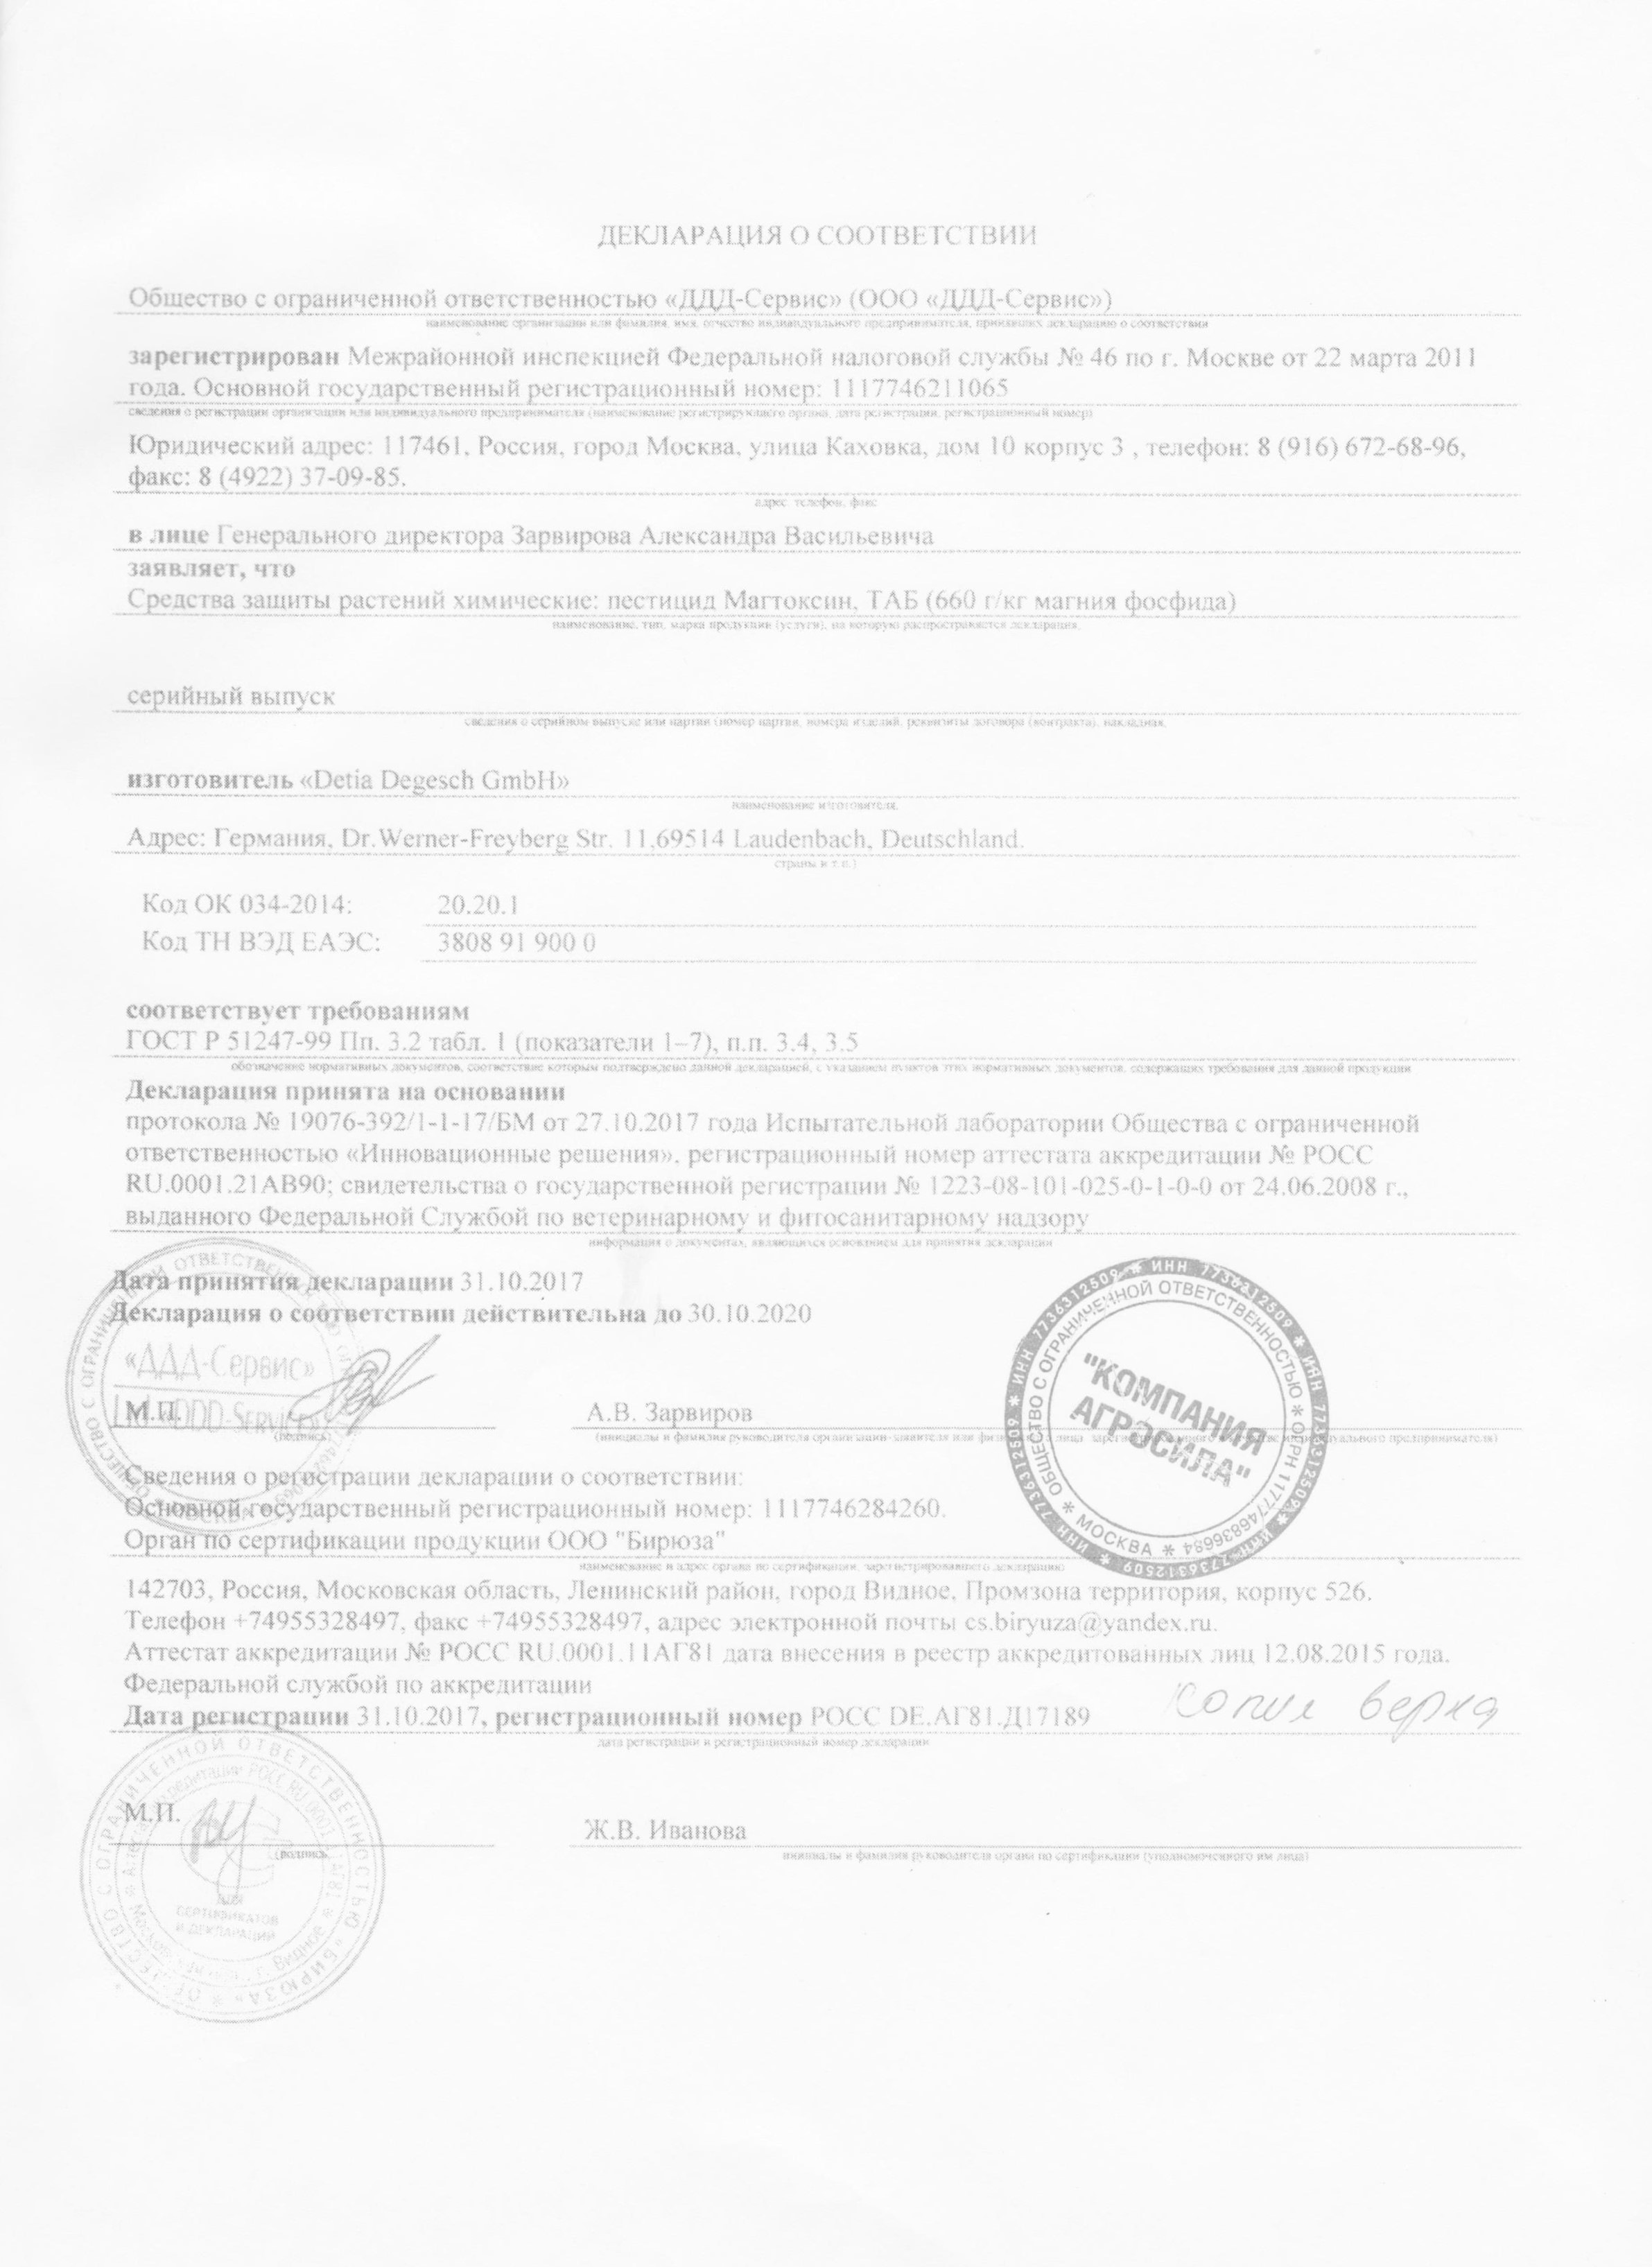 ДЕКЛАРАЦИЯ О СООТВЕТСТВИИ
Общество с ограниченной ответственностью «ДДД-Сервис» (ООО «ДДД-Сервис»)
наименование организации или фамилия, имя, отчество индивидуального предпринимателя, принявших декларацию о соответствии
зарегистрирован Межрайонной инспекцией Федеральной налоговой службы № 46 по г. Москве от 22 марта 2011
года. Основной государственный регистрационный номер: 1117746211065
сведения о регистрации организации или индивидуального предпринимателя (наименование регистрирующего органа, дата регистрации, регистрационный номер)
Юридический адрес: 117461, Россия, город Москва, улица Каховка, дом 10 корпус 3 , телефон: 8 (916) 672-68-96,
факс: 8 (4922) 37-09-85.
адрес, телефон, факс
в лице Генерального директора Зарвирова Александра Васильевича
заявляет, что
Средства защиты растений химические: пестицид Магтоксин, ТАБ (660 г/кг магния фосфида)
наименование, тип, марка продукции (услуги), на которую распространяется декларация,
серийный выпуск
сведения о серийном выпуске или партии (номер партии, номера изделий, реквизиты договора (контракта), накладная,
изготовитель «Detia Degesch GmbH»
наименование изготовителя,
Адрес: Германия, Dr.Werner-Freyberg Str. 11,69514 Laudenbach, Deutschland.
страны и т.п.)
Код ОК 034-2014: 20.20.1
Код ТН ВЭД ЕАЭС: 3808 91 900 0
соответствует требованиям
ГОСТ Р 51247-99 Пп. 3.2 табл. 1 (показатели 1–7), п.п. 3.4, 3.5
обозначение нормативных документов, соответствие которым подтверждено данной декларацией, с указанием пунктов этих нормативных документов, содержащих требования для данной продукции
Декларация принята на основании
протокола № 19076-392/1-1-17/БМ от 27.10.2017 года Испытательной лаборатории Общества с ограниченной
ответственностью «Инновационные решения», регистрационный номер аттестата аккредитации № РОСС
RU.0001.21АВ90; свидетельства о государственной регистрации № 1223-08-101-025-0-1-0-0 от 24.06.2008 г.,
выданного Федеральной Службой по ветеринарному и фитосанитарному надзору
информация о документах, являющихся основанием для принятия декларации
Дата принятия декларации 31.10.2017
Декларация о соответствии действительна до 30.10.2020
«ДДД-Сервис»
DDD-Service
М.П.
(подпись)
А.В. Зарвиров
(инициалы и фамилия руководителя организации-заявителя или физ лица, зарегистрированного индивидуального предпринимателя)
ИНН 7736312509 * ИНН 7736312509 * ИНН 7736312509 * ИНН 7736312509 * ИНН 7736312509
ОБЩЕСТВО С ОГРАНИЧЕННОЙ ОТВЕТСТВЕННОСТЬЮ * ОГРН 1177746839684 * МОСКВА *
"КОМПАНИЯ
АГРОСИЛА"
Сведения о регистрации декларации о соответствии:
Основной государственный регистрационный номер: 1117746284260.
Орган по сертификации продукции ООО "Бирюза"
наименование и адрес органа по сертификации, зарегистрировавшего декларацию
142703, Россия, Московская область, Ленинский район, город Видное, Промзона территория, корпус 526.
Телефон +74955328497, факс +74955328497, адрес электронной почты cs.biryuza@yandex.ru.
Аттестат аккредитации № РОСС RU.0001.11АГ81 дата внесения в реестр аккредитованных лиц 12.08.2015 года.
Федеральной службой по аккредитации
Дата регистрации 31.10.2017, регистрационный номер РОСС DE.АГ81.Д17189
копия верна
дата регистрации и регистрационный номер декларации
М.П.
(подпись)
Ж.В. Иванова
инициалы и фамилия руководителя органа по сертификации (уполномоченного им лица)
ОБЩЕСТВО С ОГРАНИЧЕННОЙ ОТВЕТСТВЕННОСТЬЮ «БИРЮЗА»
ДЛЯ
СЕРТИФИКАТОВ
И ДЕКЛАРАЦИЙ